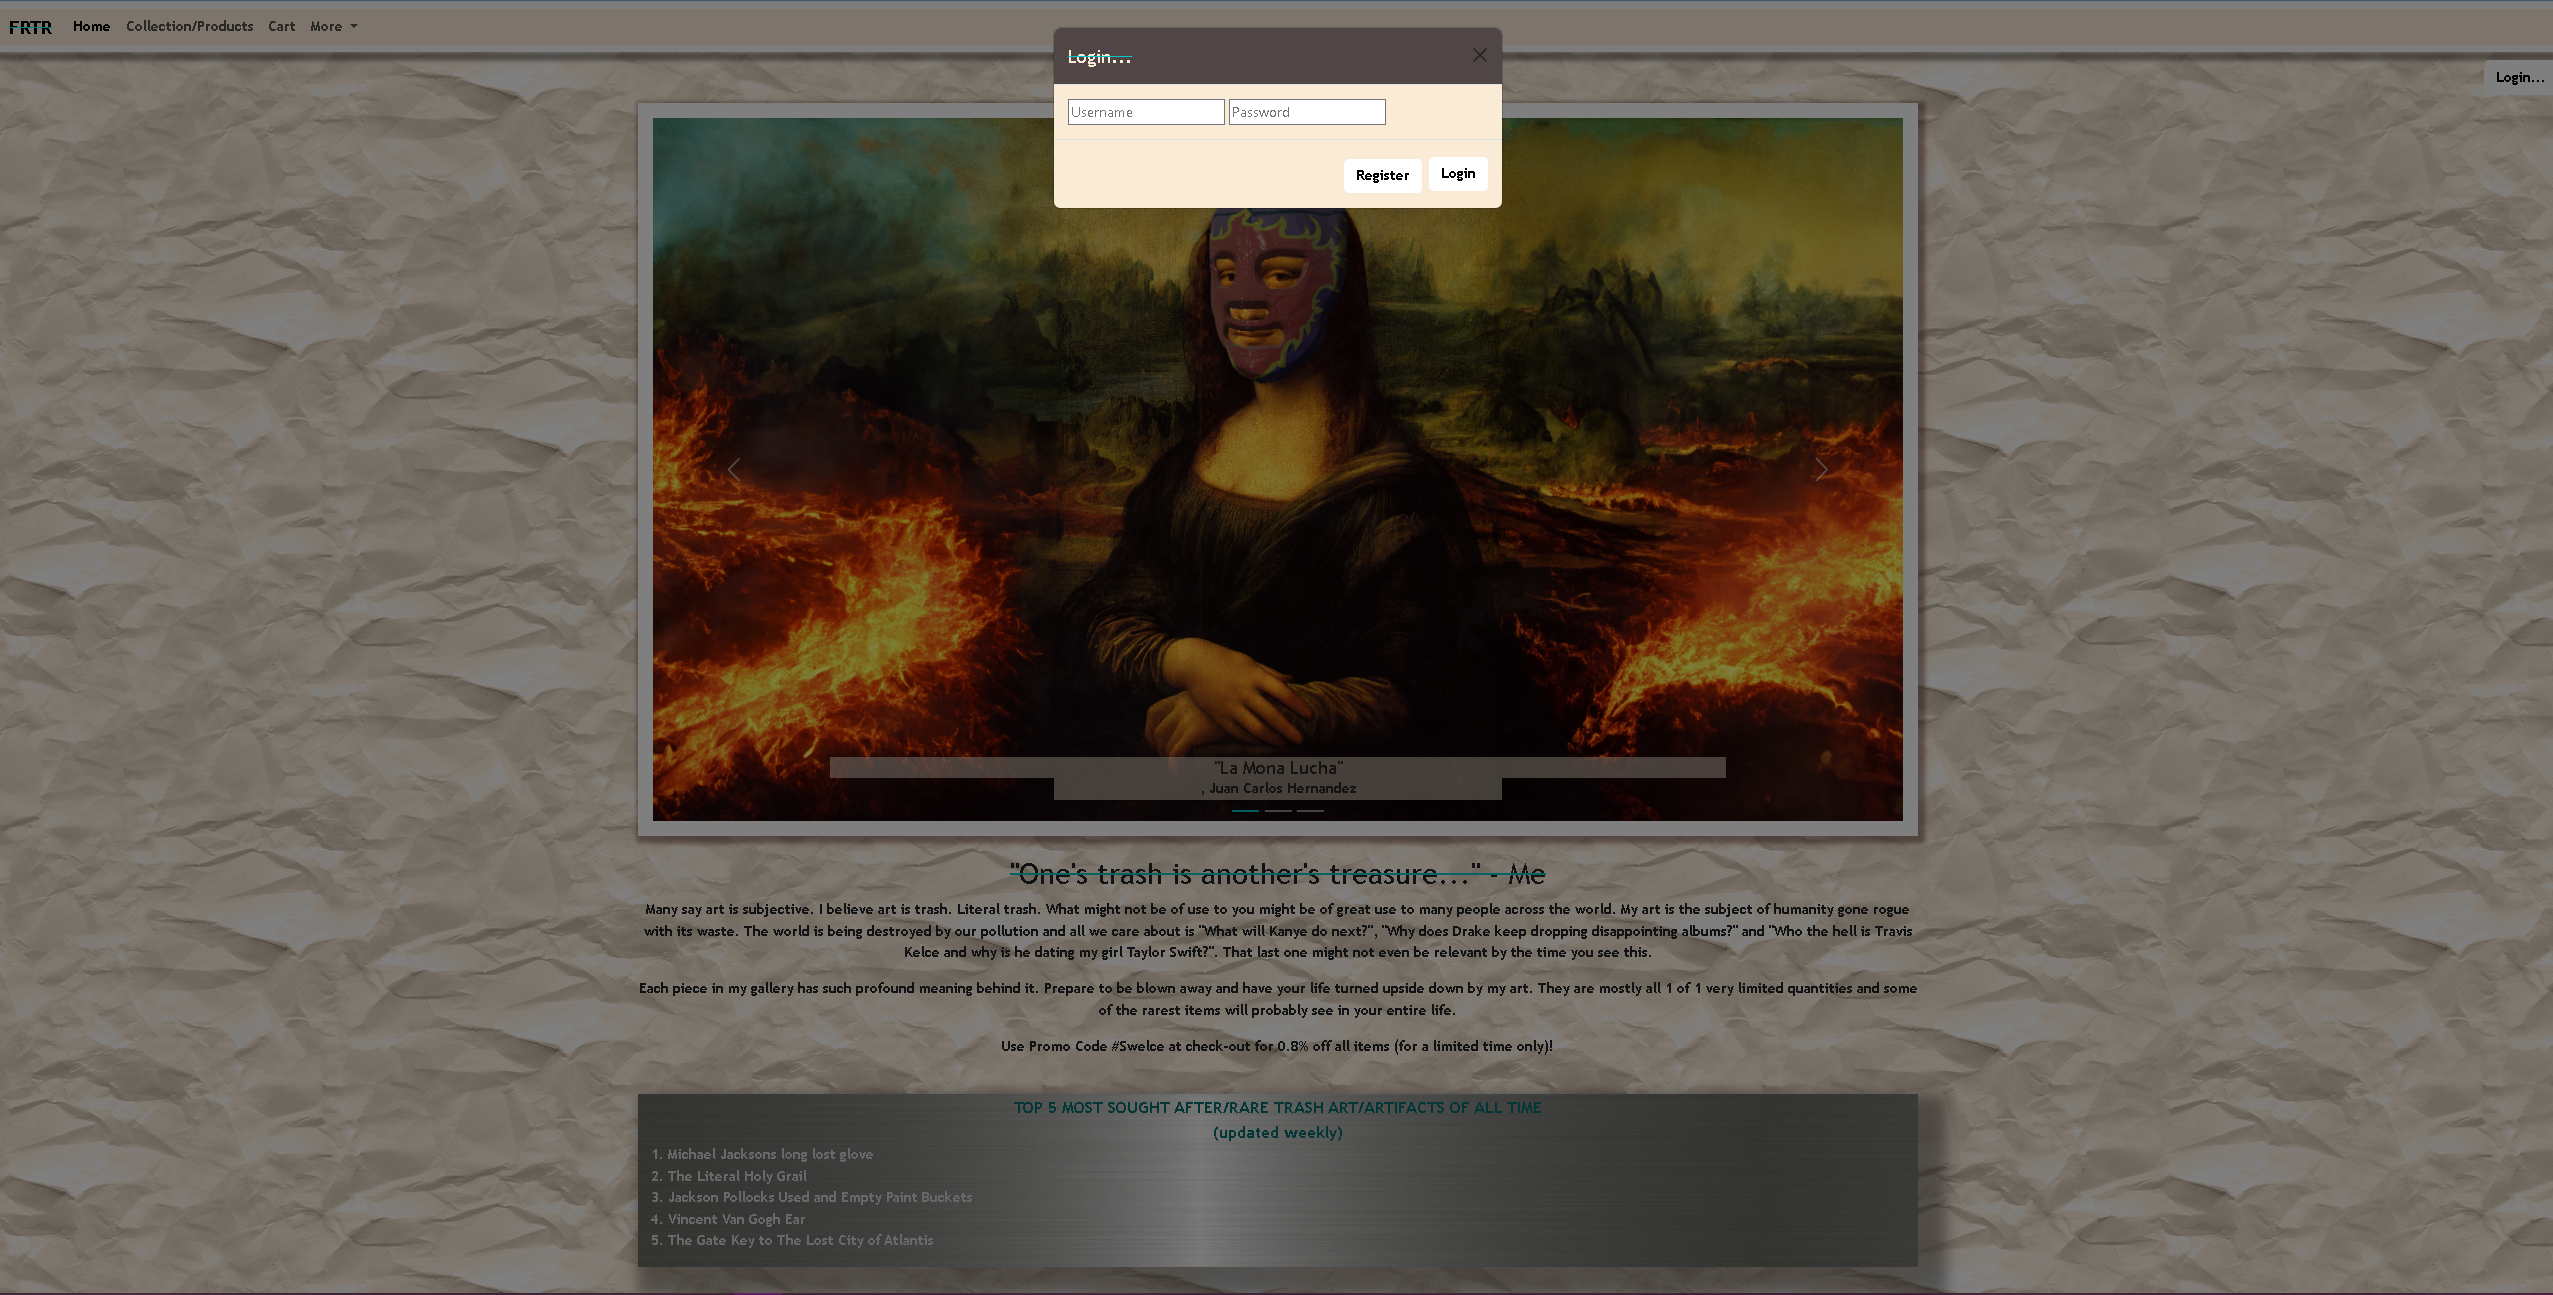 FRTR Home Collection/Products Cart More
Login...
Login...
Username Password
Register Login
"La Mona Lucha"
, Juan Carlos Hernandez
"One's trash is another's treasure..." - Me
Many say art is subjective. I believe art is trash. Literal trash. What might not be of use to you might be of great use to many people across the world. My art is the subject of humanity gone rogue
with its waste. The world is being destroyed by our pollution and all we care about is "What will Kanye do next?", "Why does Drake keep dropping disappointing albums?" and "Who the hell is Travis
Kelce and why is he dating my girl Taylor Swift?". That last one might not even be relevant by the time you see this.
Each piece in my gallery has such profound meaning behind it. Prepare to be blown away and have your life turned upside down by my art. They are mostly all 1 of 1 very limited quantities and some
of the rarest items will probably see in your entire life.
Use Promo Code #Swelce at check-out for 0.8% off all items (for a limited time only)!
TOP 5 MOST SOUGHT AFTER/RARE TRASH ART/ARTIFACTS OF ALL TIME
(updated weekly)
1. Michael Jacksons long lost glove
2. The Literal Holy Grail
3. Jackson Pollocks Used and Empty Paint Buckets
4. Vincent Van Gogh Ear
5. The Gate Key to The Lost City of Atlantis